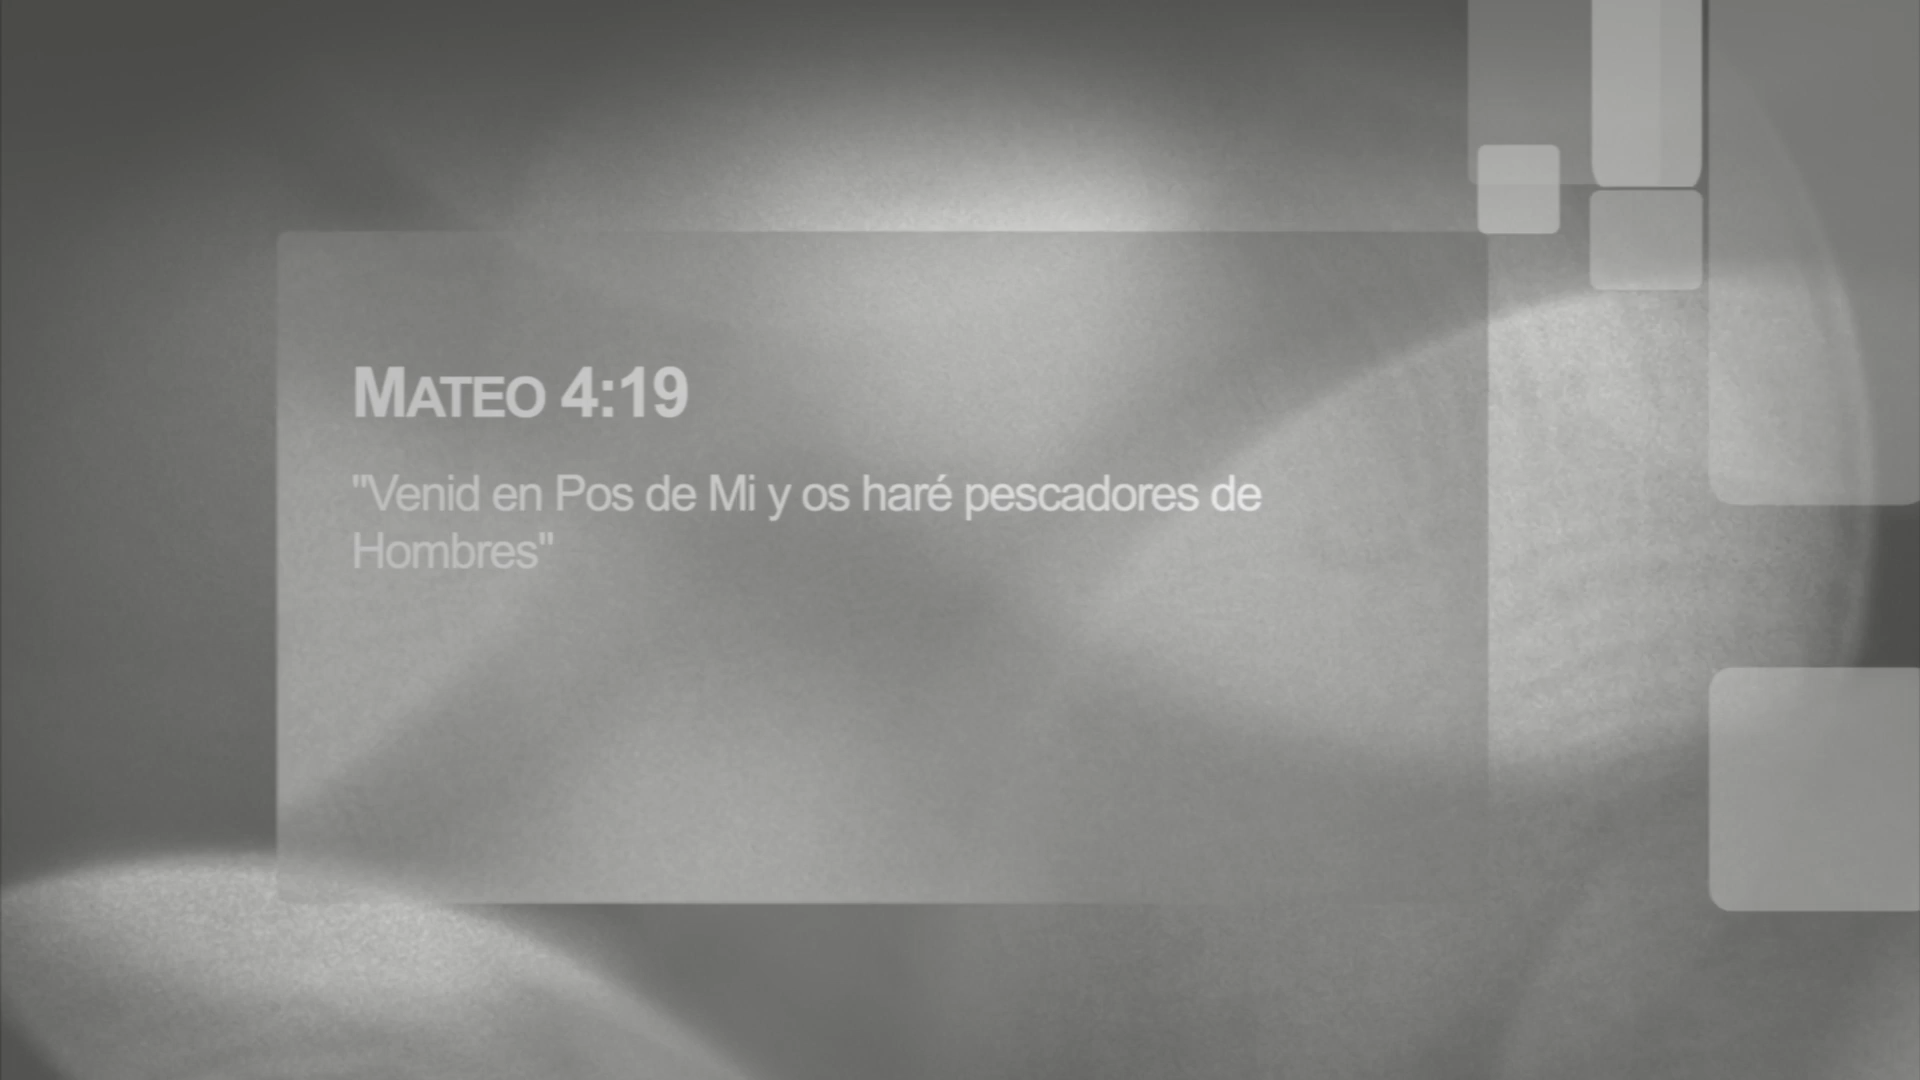 MATEO 4:19
"Venid en Pos de Mi y os haré pescadores de
Hombres"